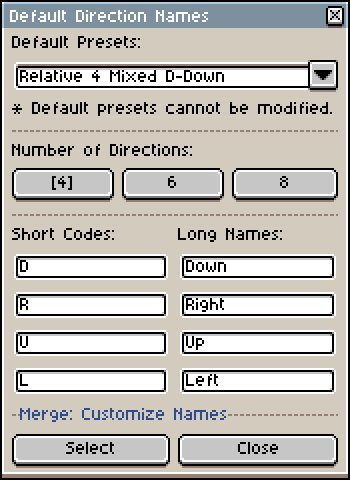 Default Direction Names
Default Presets:
Relative 4 Mixed D-Down
* Default presets cannot be modified.
Number of Directions:
[4] 6 8
Short Codes: Long Names:
D Down
R Right
U Up
L Left
Merge: Customize Names
Select Close